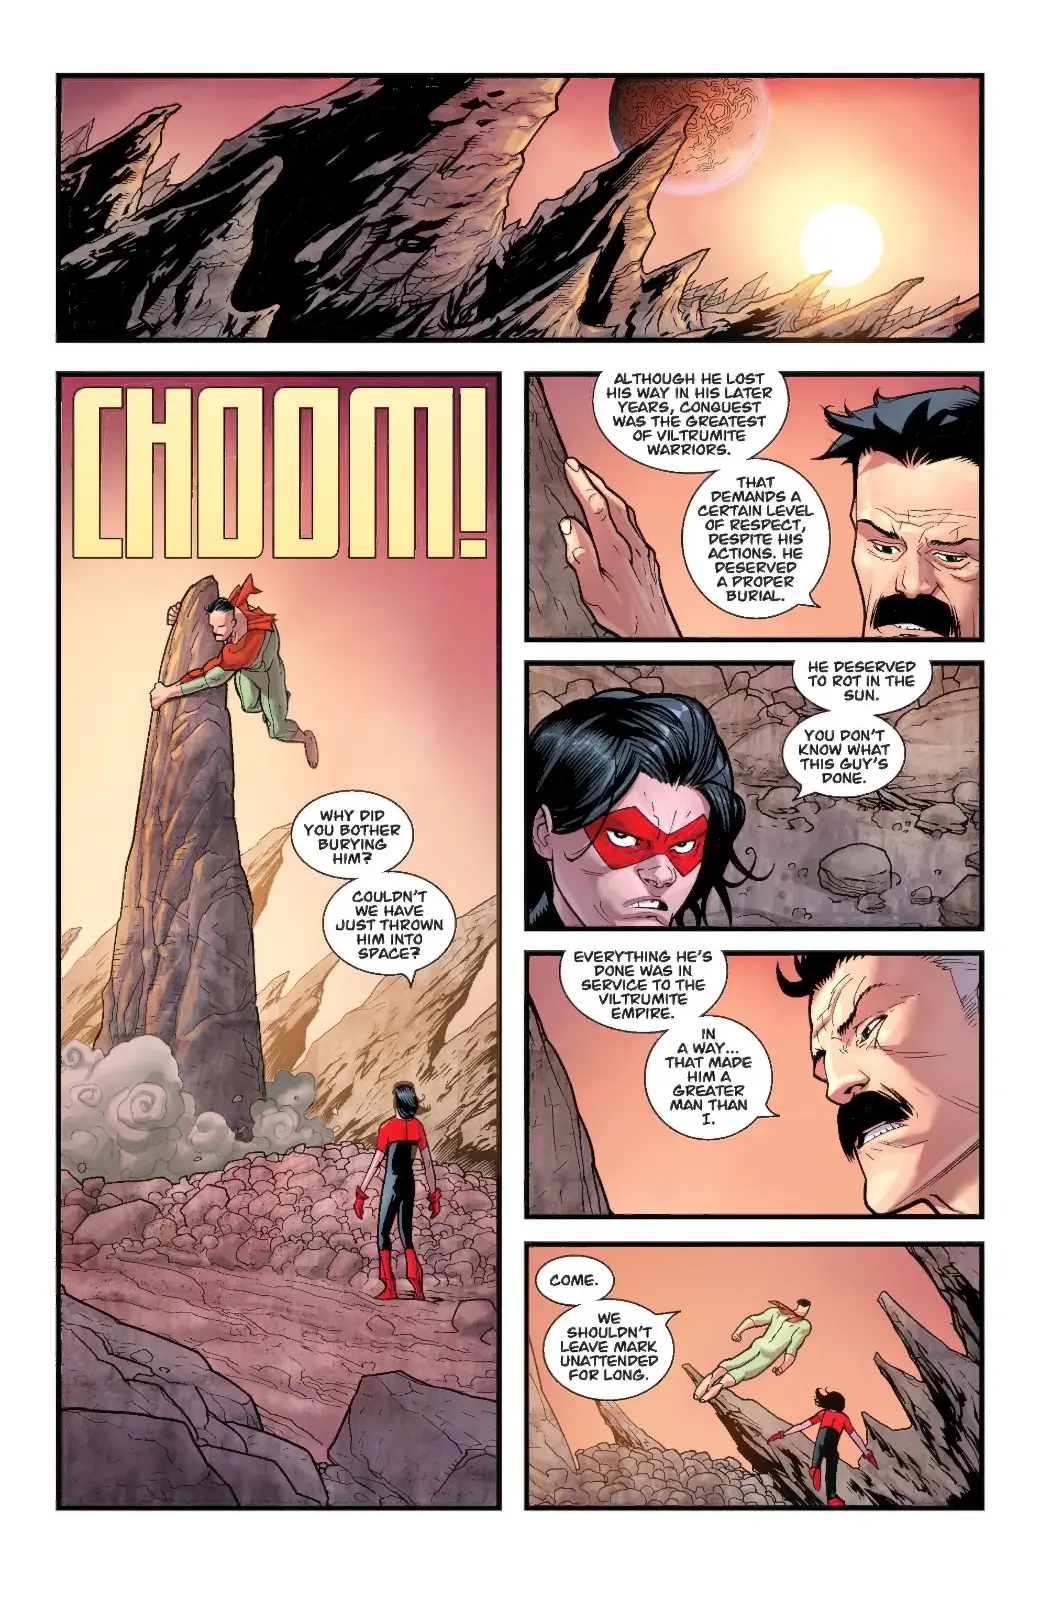 CHOOM!
WHY DID
YOU BOTHER
BURYING
HIM?
COULDN'T
WE HAVE
JUST THROWN
HIM INTO
SPACE?
ALTHOUGH HE LOST
HIS WAY IN HIS LATER
YEARS, CONQUEST
WAS THE GREATEST
OF VILTRUMITE
WARRIORS.
THAT
DEMANDS A
CERTAIN LEVEL
OF RESPECT,
DESPITE HIS
ACTIONS. HE
DESERVED
A PROPER
BURIAL.
HE DESERVED
TO ROT IN THE
SUN.
YOU DON'T
KNOW WHAT
THIS GUY'S
DONE.
EVERYTHING HE'S
DONE WAS IN
SERVICE TO THE
VILTRUMITE
EMPIRE.
IN
A WAY...
THAT MADE
HIM A
GREATER
MAN THAN
I.
COME.
WE
SHOULDN'T
LEAVE MARK
UNATTENDED
FOR LONG.